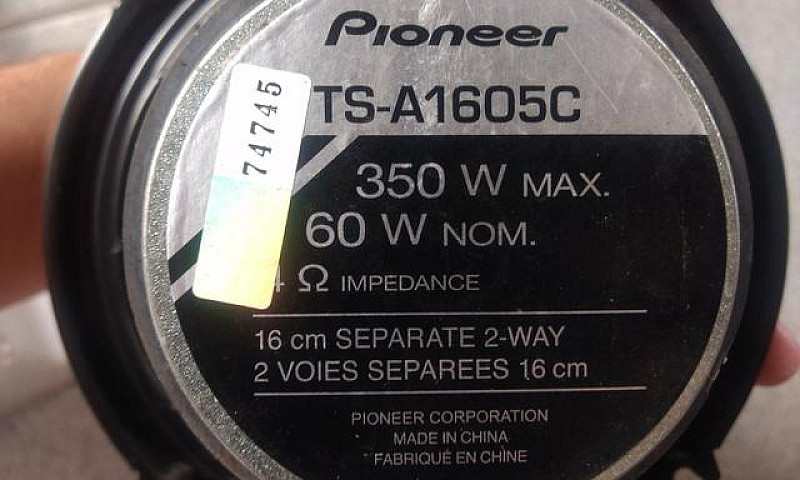 Pioneer
TS-A1605C
74745
350 W MAX.
60 W NOM.
4 Ω IMPEDANCE
16 cm SEPARATE 2-WAY
2 VOIES SEPAREES 16 cm
PIONEER CORPORATION
MADE IN CHINA
FABRIQUÉ EN CHINE